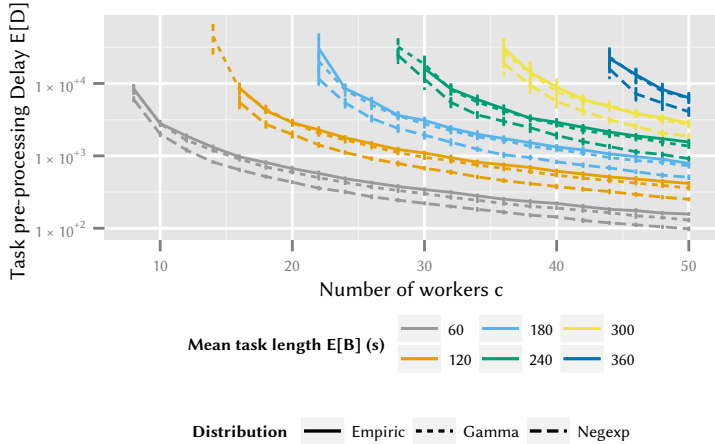 Task pre-processing Delay E[D]
1 × 10⁺⁴
1 × 10⁺³
1 × 10⁺²
10 20 30 40 50
Number of workers c
Mean task length E[B] (s)
60 180 300
120 240 360
Distribution Empiric Gamma Negexp